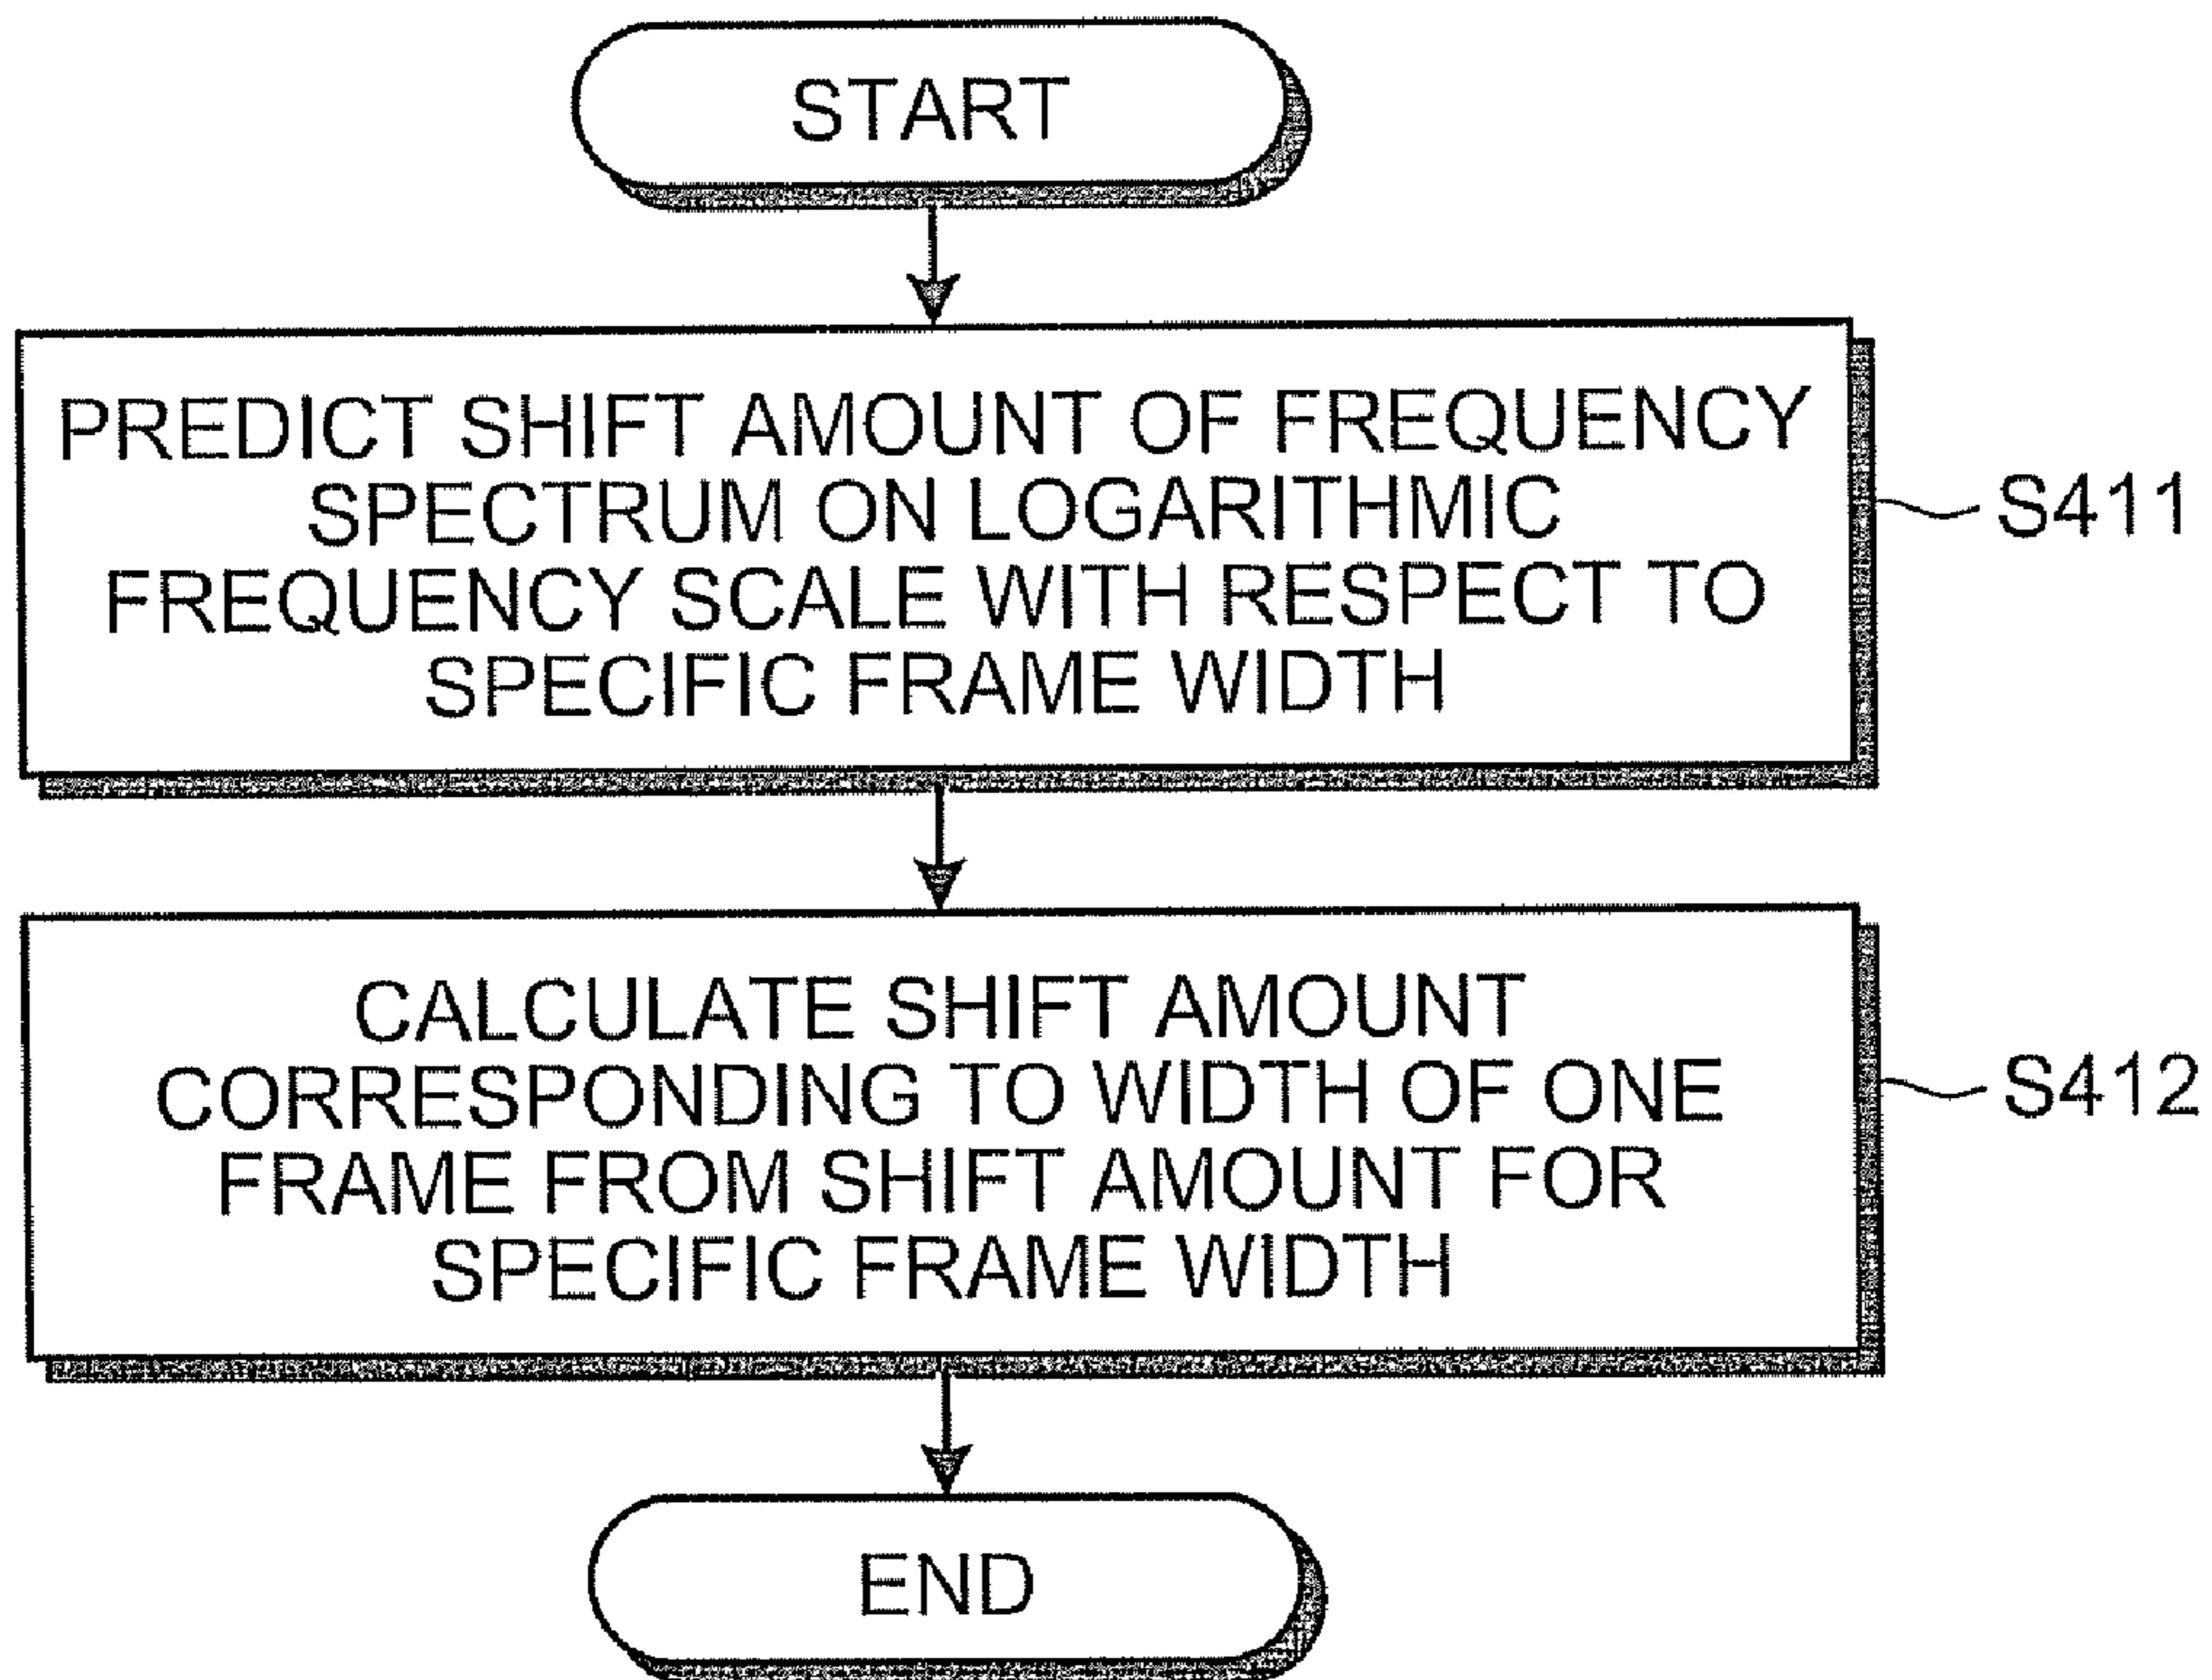 START
PREDICT SHIFT AMOUNT OF FREQUENCY
SPECTRUM ON LOGARITHMIC
FREQUENCY SCALE WITH RESPECT TO
SPECIFIC FRAME WIDTH
S411
CALCULATE SHIFT AMOUNT
CORRESPONDING TO WIDTH OF ONE
FRAME FROM SHIFT AMOUNT FOR
SPECIFIC FRAME WIDTH
S412
END